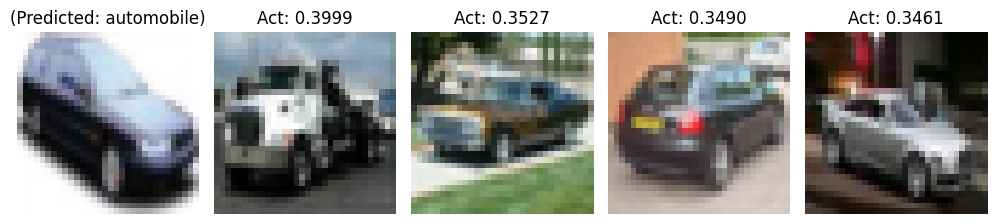 (Predicted: automobile)
Act: 0.3999
Act: 0.3527
Act: 0.3490
Act: 0.3461